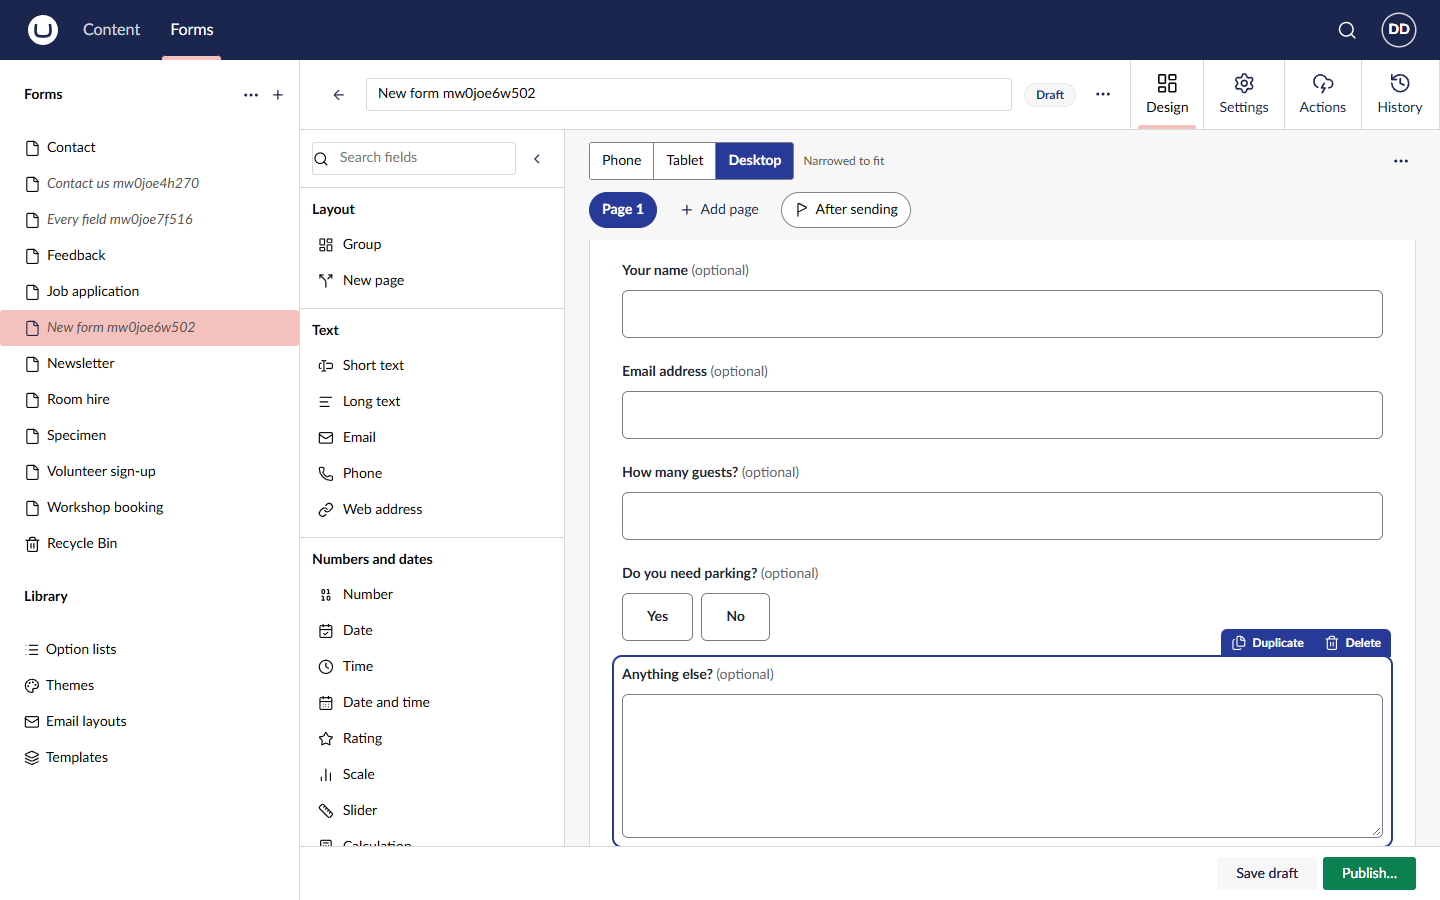 Content
Forms
DD
Forms
Contact
Contact us mw0joe4h270
Every field mw0joe7f516
Feedback
Job application
New form mw0joe6w502
Newsletter
Room hire
Specimen
Volunteer sign-up
Workshop booking
Recycle Bin
Library
Option lists
Themes
Email layouts
Templates
New form mw0joe6w502
Draft
Design
Settings
Actions
History
Search fields
Layout
Group
New page
Text
Short text
Long text
Email
Phone
Web address
Numbers and dates
Number
Date
Time
Date and time
Rating
Scale
Slider
Calculation
Phone
Tablet
Desktop
Narrowed to fit
Page 1
Add page
After sending
Your name (optional)
Email address (optional)
How many guests? (optional)
Do you need parking? (optional)
Yes
No
Duplicate
Delete
Anything else? (optional)
Save draft
Publish...